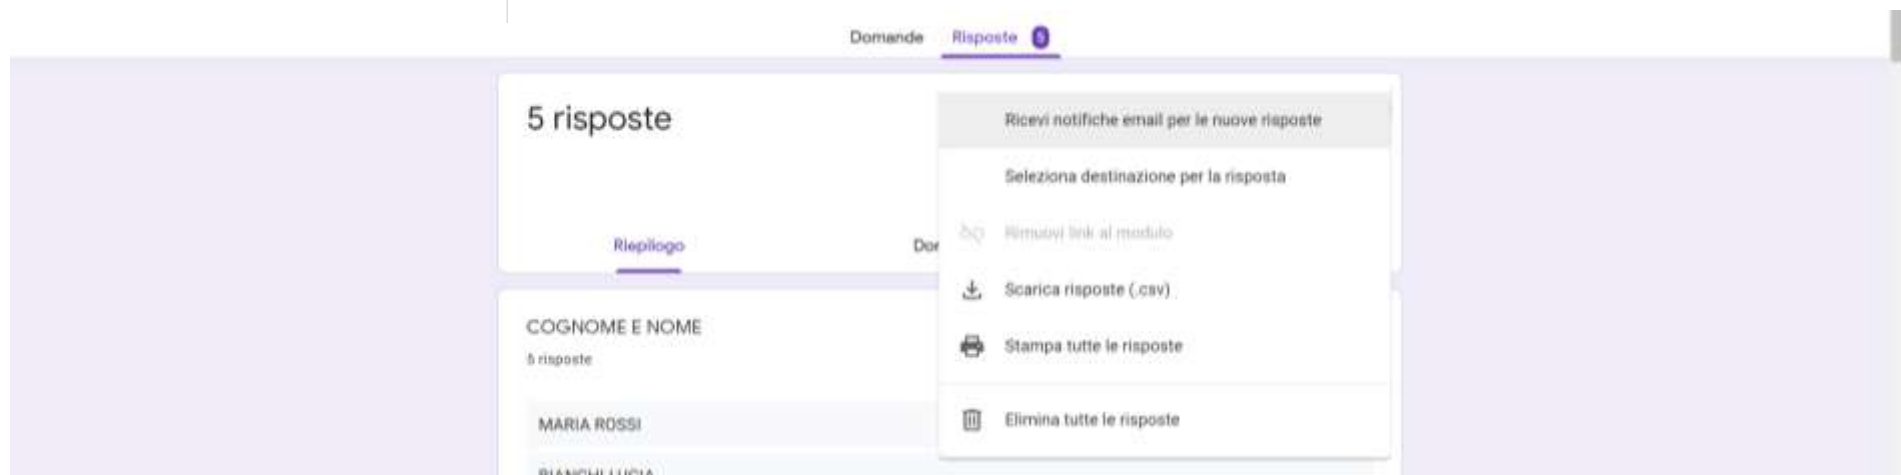 Domande Risposte 5
5 risposte
Ricevi notifiche email per le nuove risposte
Seleziona destinazione per la risposta
Rimuovi link al modulo
Riepilogo
Scarica risposte (.csv)
COGNOME E NOME
5 risposte
Stampa tutte le risposte
MARIA ROSSI
Elimina tutte le risposte
BIANCHI LUCIA